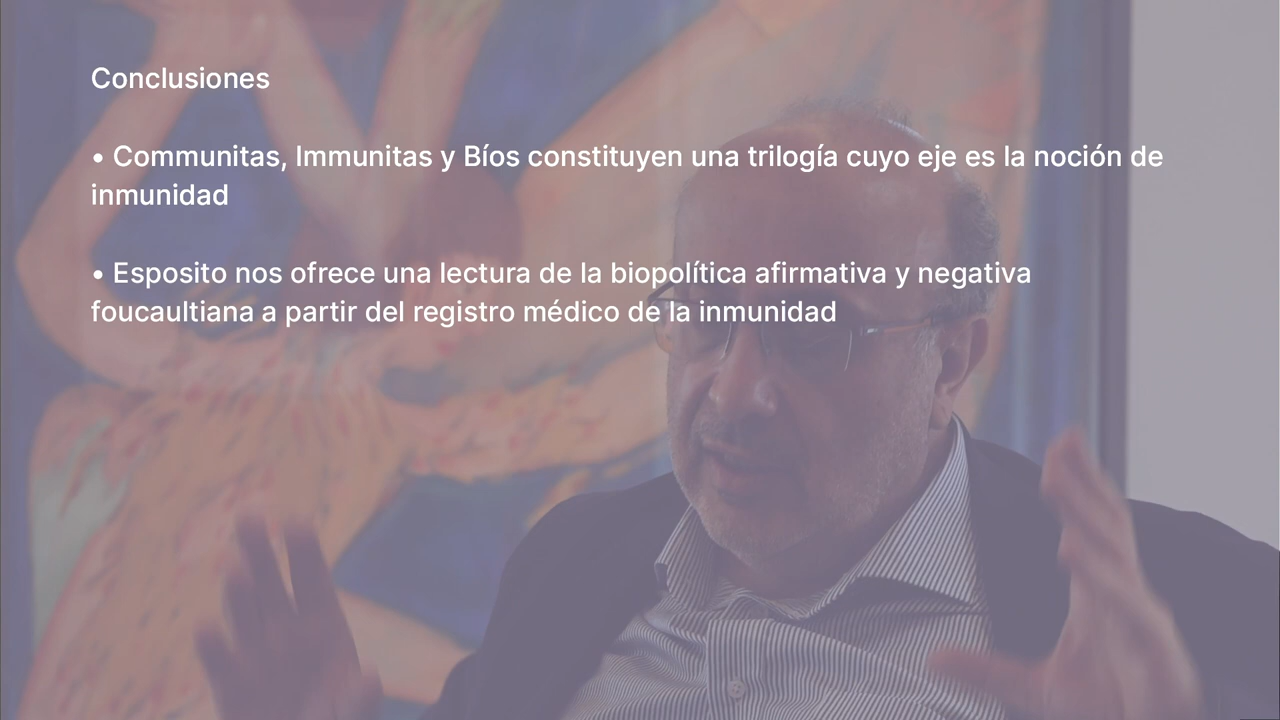 Conclusiones
• Communitas, Immunitas y Bíos constituyen una trilogía cuyo eje es la noción de
inmunidad
• Esposito nos ofrece una lectura de la biopolítica afirmativa y negativa
foucaultiana a partir del registro médico de la inmunidad